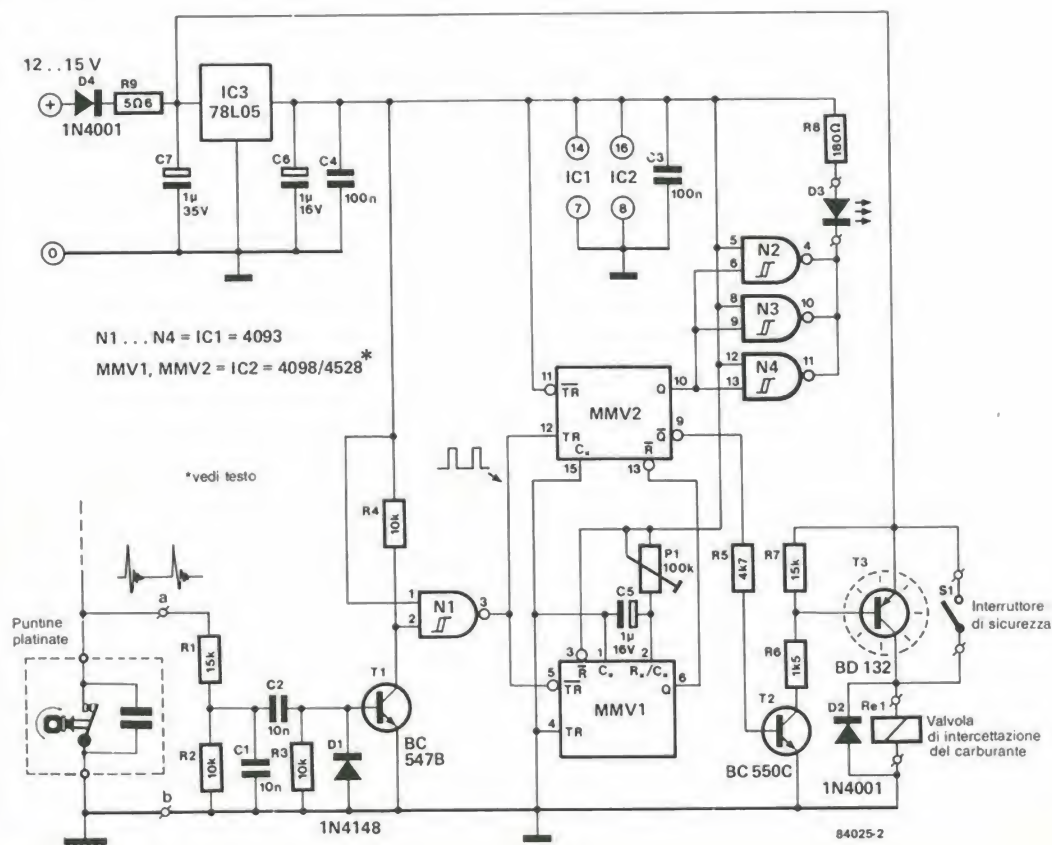 12 . . 15 V
D4
1N4001
R9
5Ω6
IC3
78L05
C7
1µ
35V
C6
1µ
16V
C4
100n
14
16
IC1
IC2
7
8
C3
100n
R8
180Ω
D3
N2
5
6
4
N3
8
9
10
N4
12
13
11
0
N1 . . . N4 = IC1 = 4093
MMV1, MMV2 = IC2 = 4098/4528*
*vedi testo
11
TR
Q
10
MMV2
12
TR
Q
9
Cx
R
15
13
R4
10k
N1
1
2
3
P1
100k
C5
1µ
16V
3
1
2
R
Cx
Rx/Cx
5
TR
Q
6
MMV1
4
TR
R5
4k7
R7
15k
R6
1k5
T3
BD 132
S1
Interruttore
di sicurezza
T2
BC 550C
D2
1N4001
Re1
Valvola
di intercettazione
del carburante
Puntine
platinate
a
R1
15k
C2
10n
R2
10k
C1
10n
R3
10k
D1
1N4148
T1
BC
547B
b
84025-2